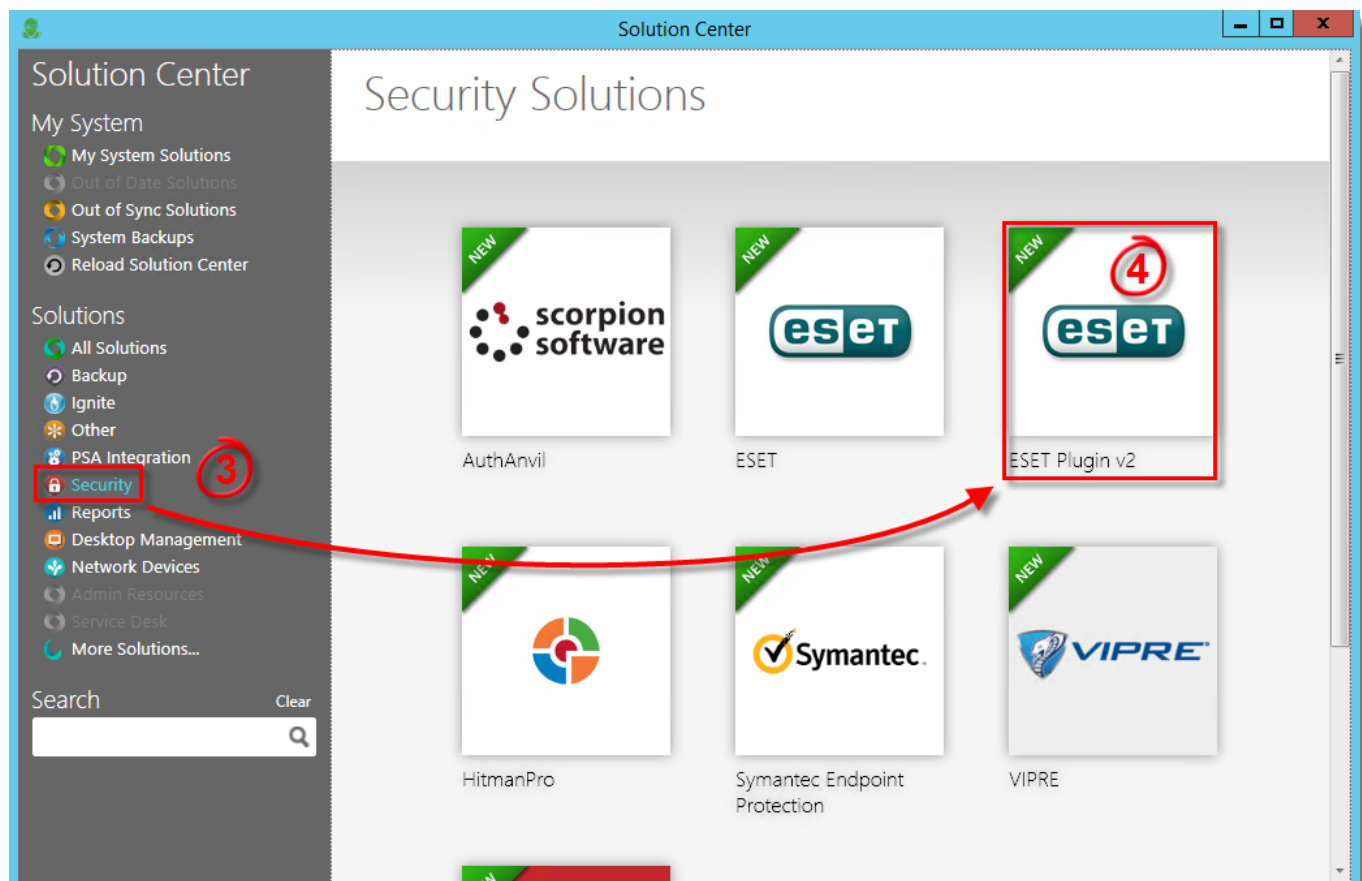 Solution Center
Solution Center
My System
My System Solutions
Out of Date Solutions
Out of Sync Solutions
System Backups
Reload Solution Center
Solutions
All Solutions
Backup
Ignite
Other
PSA Integration
3
Security
Reports
Desktop Management
Network Devices
Admin Resources
Service Desk
More Solutions...
Search
Clear
Security Solutions
NEW
scorpion
software
AuthAnvil
NEW
eseT
ESET
NEW
4
eseT
ESET Plugin v2
NEW
HitmanPro
NEW
Symantec.
Symantec Endpoint
Protection
NEW
VIPRE
VIPRE